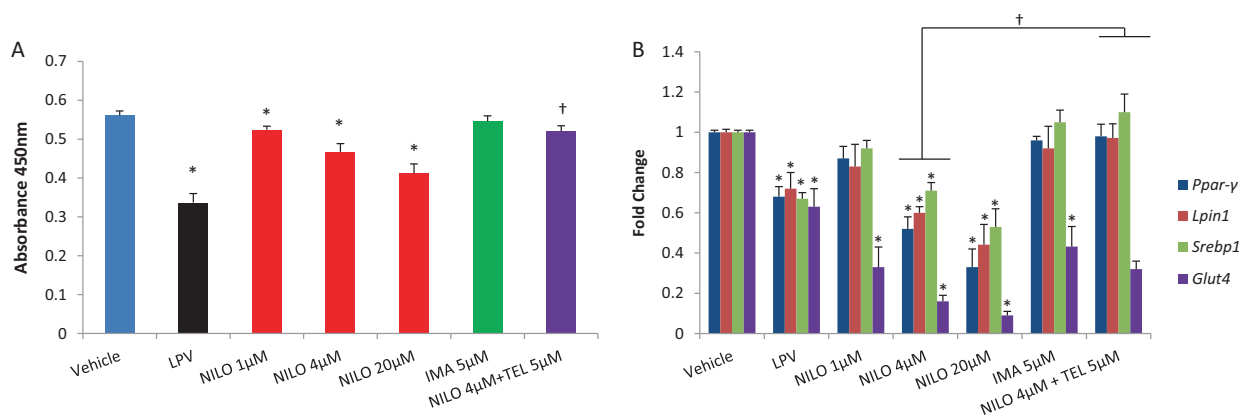 A
Absorbance 450nm
0.7
0.6
0.5
0.4
0.3
0.2
0.1
0
*
*
*
*
†
Vehicle
LPV
NILO 1μM
NILO 4μM
NILO 20μM
IMA 5μM
NILO 4μM+TEL 5μM
B
Fold Change
1.4
1.2
1
0.8
0.6
0.4
0.2
0
†
* * * *
*
* * * *
* * * *
*
Vehicle
LPV
NILO 1μM
NILO 4μM
NILO 20μM
IMA 5μM
NILO 4μM + TEL 5μM
Ppar-γ
Lpin1
Srebp1
Glut4